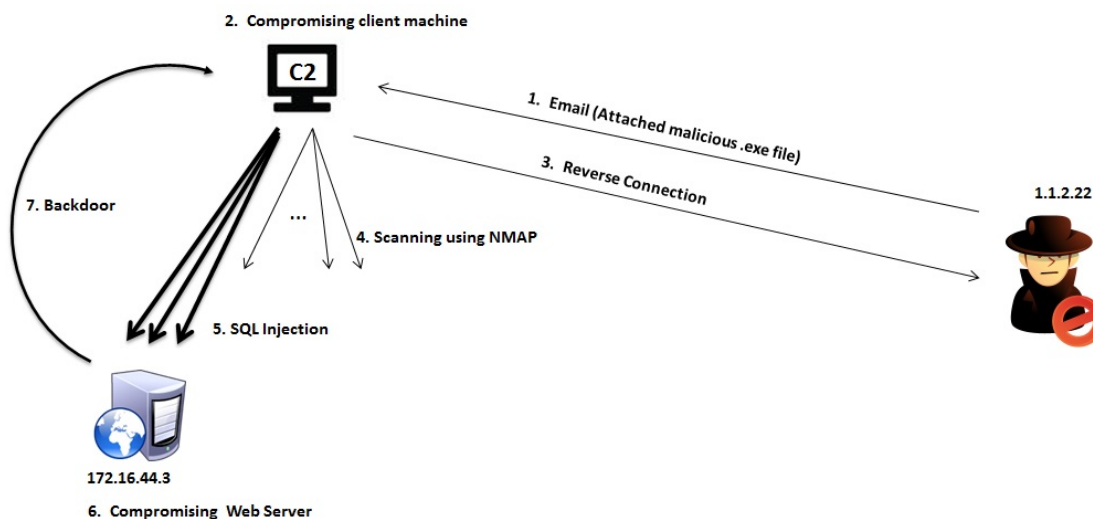 2. Compromising client machine
C2
1. Email (Attached malicious .exe file)
3. Reverse Connection
1.1.2.22
7. Backdoor
...
4. Scanning using NMAP
5. SQL Injection
172.16.44.3
6. Compromising Web Server